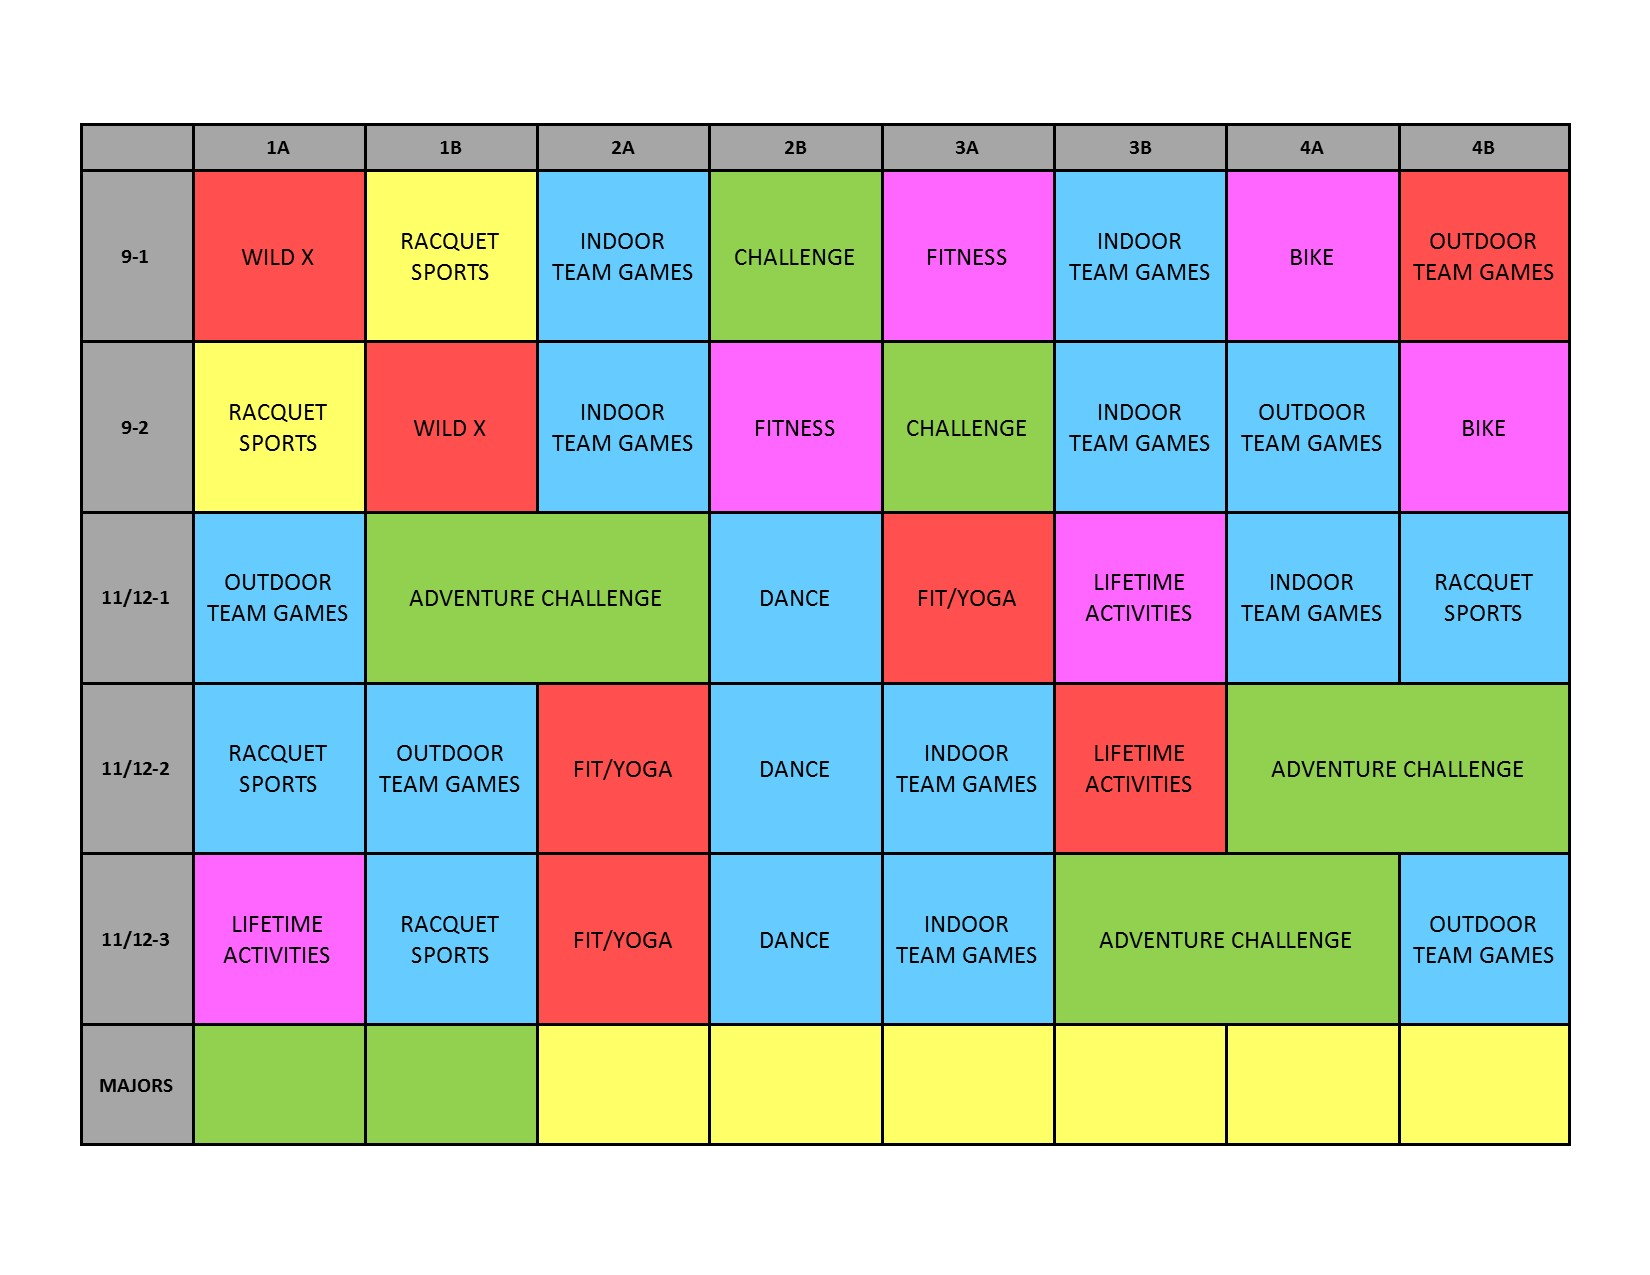 1A 1B 2A 2B 3A 3B 4A 4B
9-1
WILD X
RACQUET
SPORTS
INDOOR
TEAM GAMES
CHALLENGE
FITNESS
INDOOR
TEAM GAMES
BIKE
OUTDOOR
TEAM GAMES
9-2
RACQUET
SPORTS
WILD X
INDOOR
TEAM GAMES
FITNESS
CHALLENGE
INDOOR
TEAM GAMES
OUTDOOR
TEAM GAMES
BIKE
11/12-1
OUTDOOR
TEAM GAMES
ADVENTURE CHALLENGE
DANCE
FIT/YOGA
LIFETIME
ACTIVITIES
INDOOR
TEAM GAMES
RACQUET
SPORTS
11/12-2
RACQUET
SPORTS
OUTDOOR
TEAM GAMES
FIT/YOGA
DANCE
INDOOR
TEAM GAMES
LIFETIME
ACTIVITIES
ADVENTURE CHALLENGE
11/12-3
LIFETIME
ACTIVITIES
RACQUET
SPORTS
FIT/YOGA
DANCE
INDOOR
TEAM GAMES
ADVENTURE CHALLENGE
OUTDOOR
TEAM GAMES
MAJORS